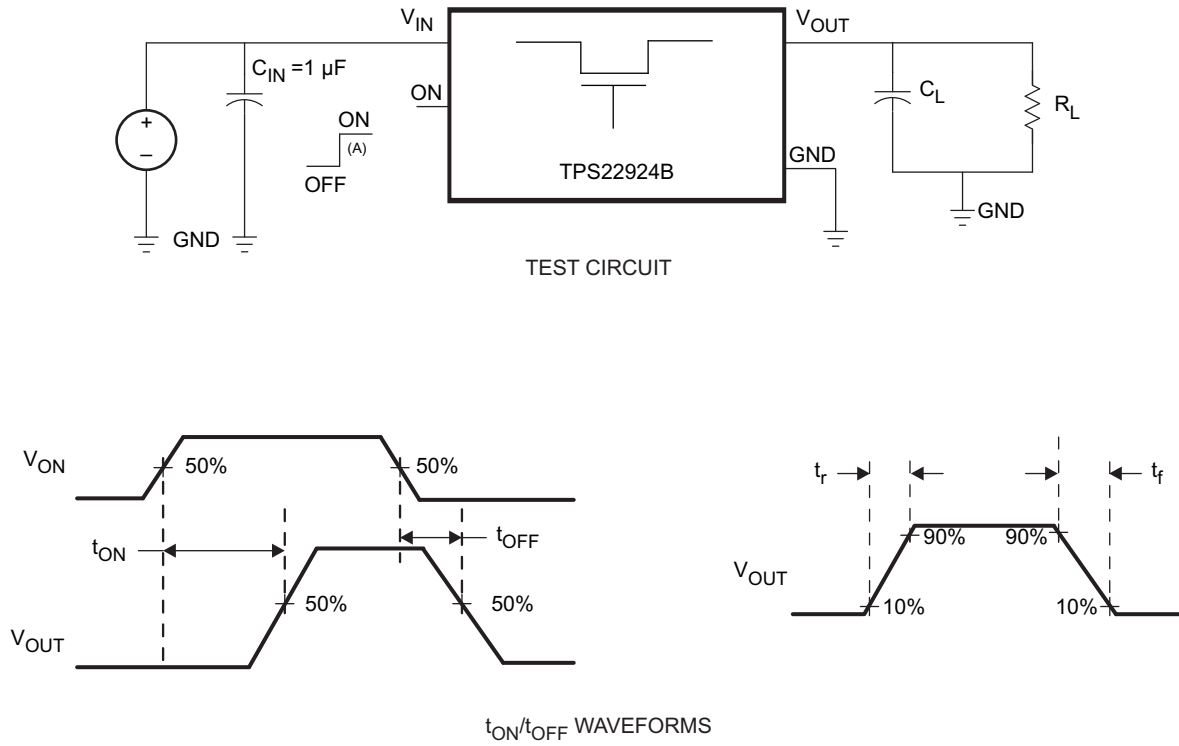 V_IN
V_OUT
C_IN =1 µF
ON
ON
(A)
OFF
C_L
R_L
+
–
GND
TPS22924B
GND
GND
TEST CIRCUIT
V_ON
50%
50%
t_ON
t_OFF
50%
50%
V_OUT
t_r
t_f
90%
90%
V_OUT
10%
10%
t_ON/t_OFF WAVEFORMS